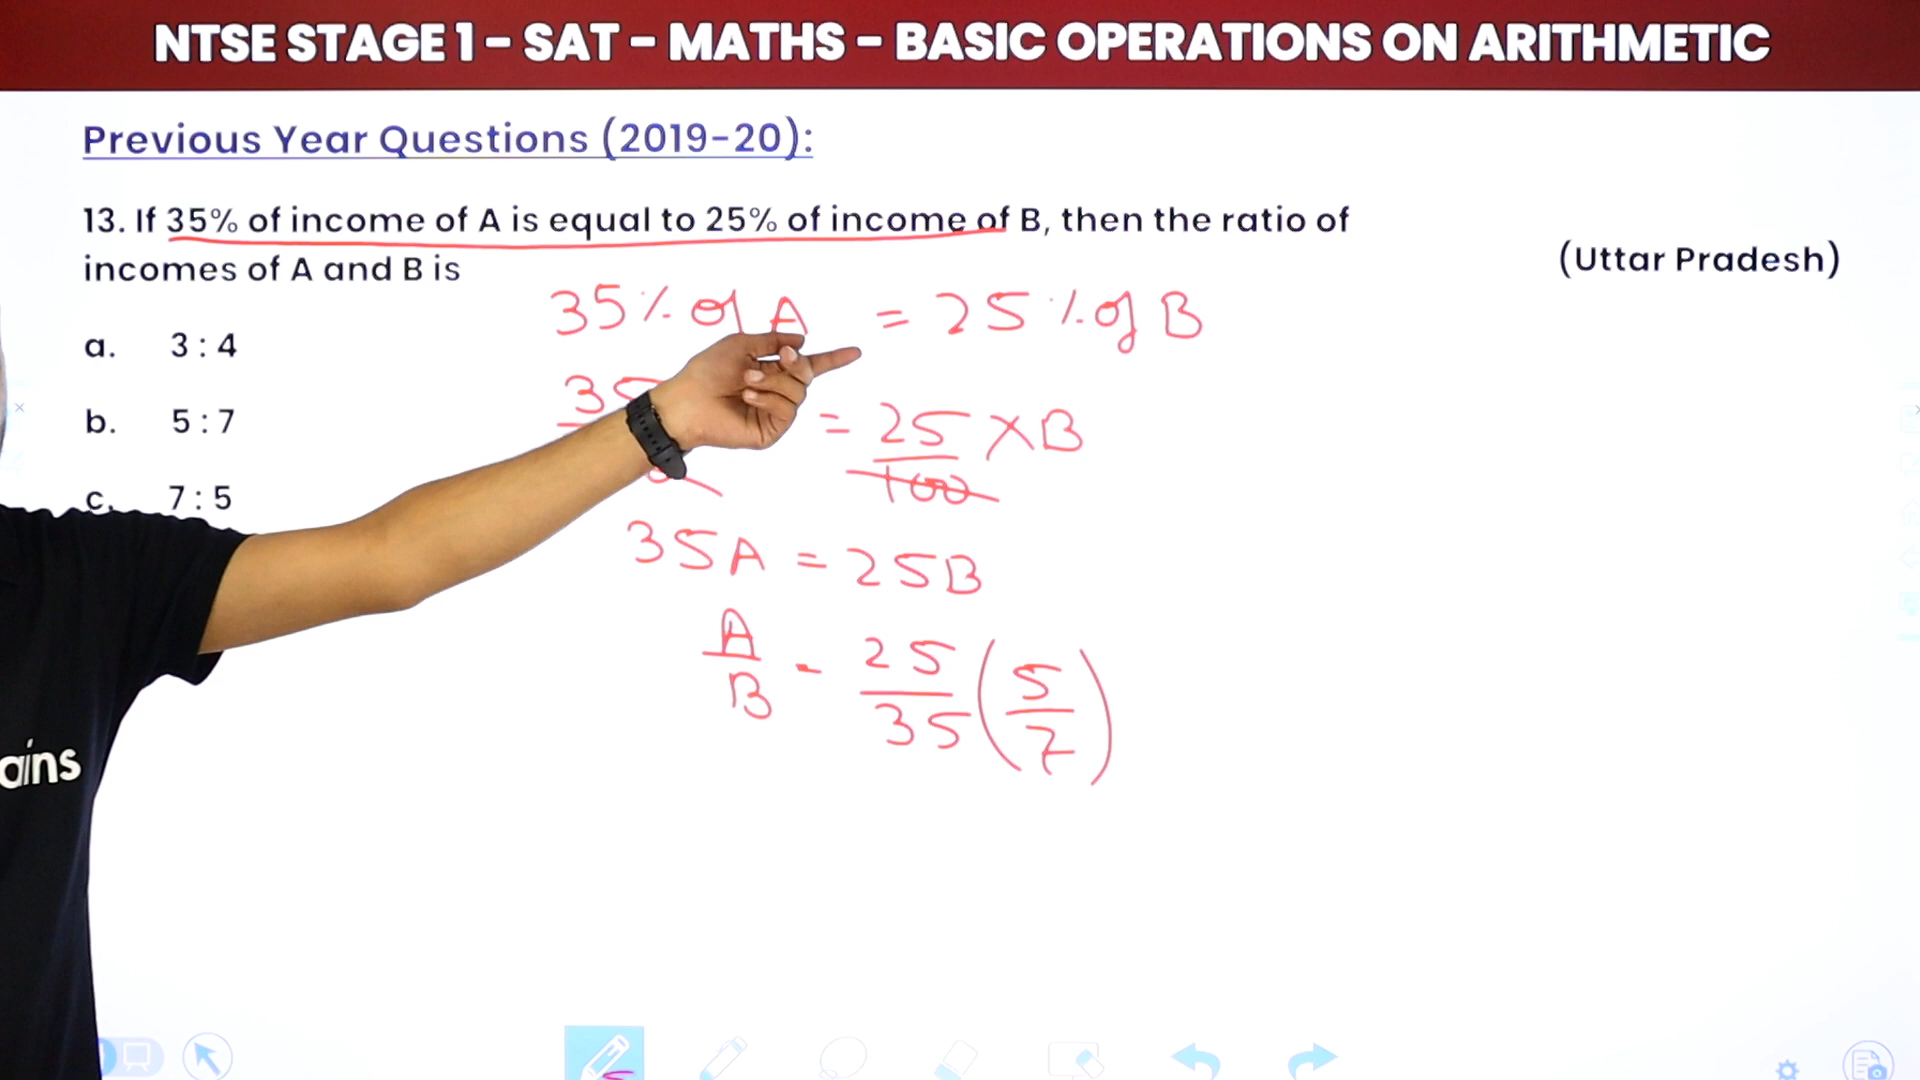 NTSE STAGE 1 - SAT - MATHS - BASIC OPERATIONS ON ARITHMETIC
Previous Year Questions (2019-20):
13. If 35% of income of A is equal to 25% of income of B, then the ratio of
incomes of A and B is
(Uttar Pradesh)
a. 3 : 4
b. 5 : 7
c. 7 : 5
35% of A = 25% of B
35
= 25/100 × B
35A = 25B
A/B - 25/35 (5/7)
ains